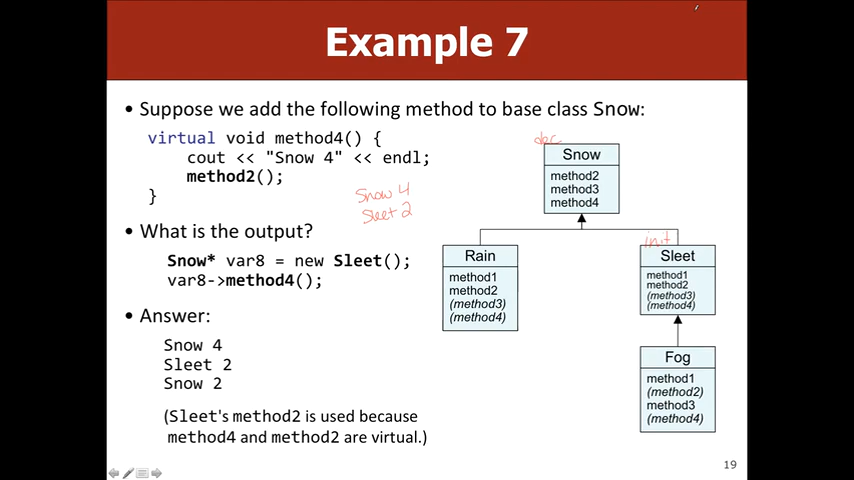 Example 7
• Suppose we add the following method to base class Snow:
virtual void method4() {
cout << "Snow 4" << endl;
method2();
}
Snow 4
Sleet 2
• What is the output?
Snow* var8 = new Sleet();
var8->method4();
• Answer:
Snow 4
Sleet 2
Snow 2
(Sleet's method2 is used because
method4 and method2 are virtual.)
dec
Snow
method2
method3
method4
Rain
method1
method2
(method3)
(method4)
init
Sleet
method1
method2
(method3)
(method4)
Fog
method1
(method2)
method3
(method4)
19